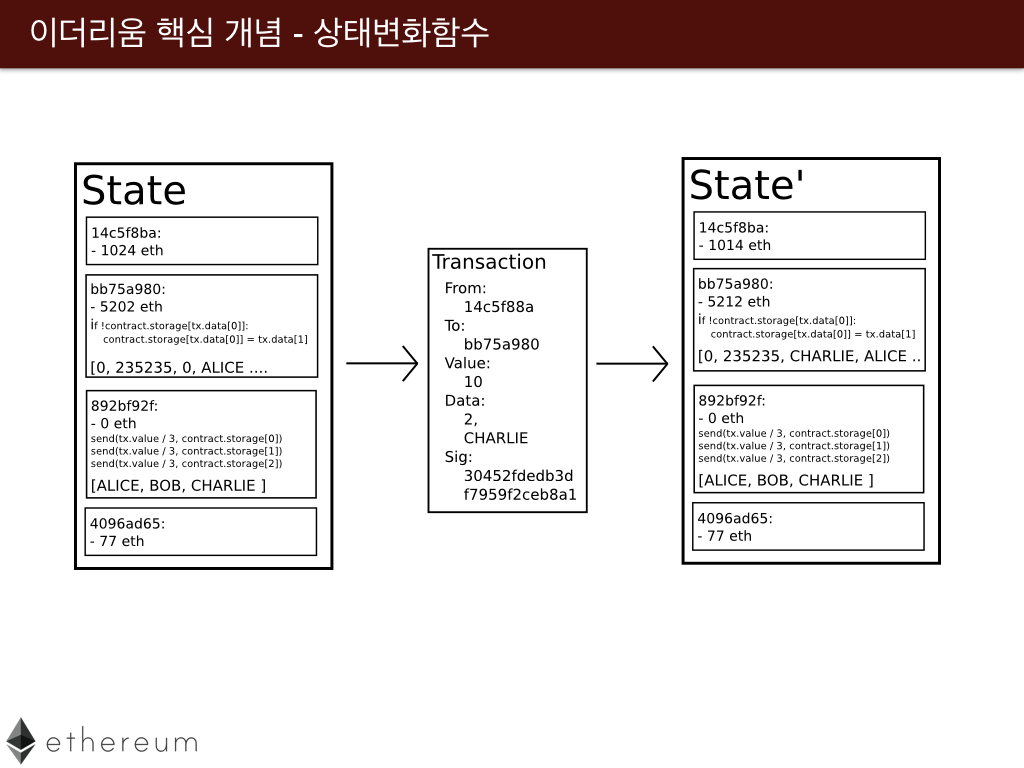 이더리움 핵심 개념 - 상태변화함수
State
14c5f8ba:
- 1024 eth
bb75a980:
- 5202 eth
if !contract.storage[tx.data[0]]:
contract.storage[tx.data[0]] = tx.data[1]
[0, 235235, 0, ALICE ....
892bf92f:
- 0 eth
send(tx.value / 3, contract.storage[0])
send(tx.value / 3, contract.storage[1])
send(tx.value / 3, contract.storage[2])
[ALICE, BOB, CHARLIE ]
4096ad65:
- 77 eth
Transaction
From:
14c5f88a
To:
bb75a980
Value:
10
Data:
2,
CHARLIE
Sig:
30452fdedb3d
f7959f2ceb8a1
State'
14c5f8ba:
- 1014 eth
bb75a980:
- 5212 eth
if !contract.storage[tx.data[0]]:
contract.storage[tx.data[0]] = tx.data[1]
[0, 235235, CHARLIE, ALICE ..
892bf92f:
- 0 eth
send(tx.value / 3, contract.storage[0])
send(tx.value / 3, contract.storage[1])
send(tx.value / 3, contract.storage[2])
[ALICE, BOB, CHARLIE ]
4096ad65:
- 77 eth
ethereum